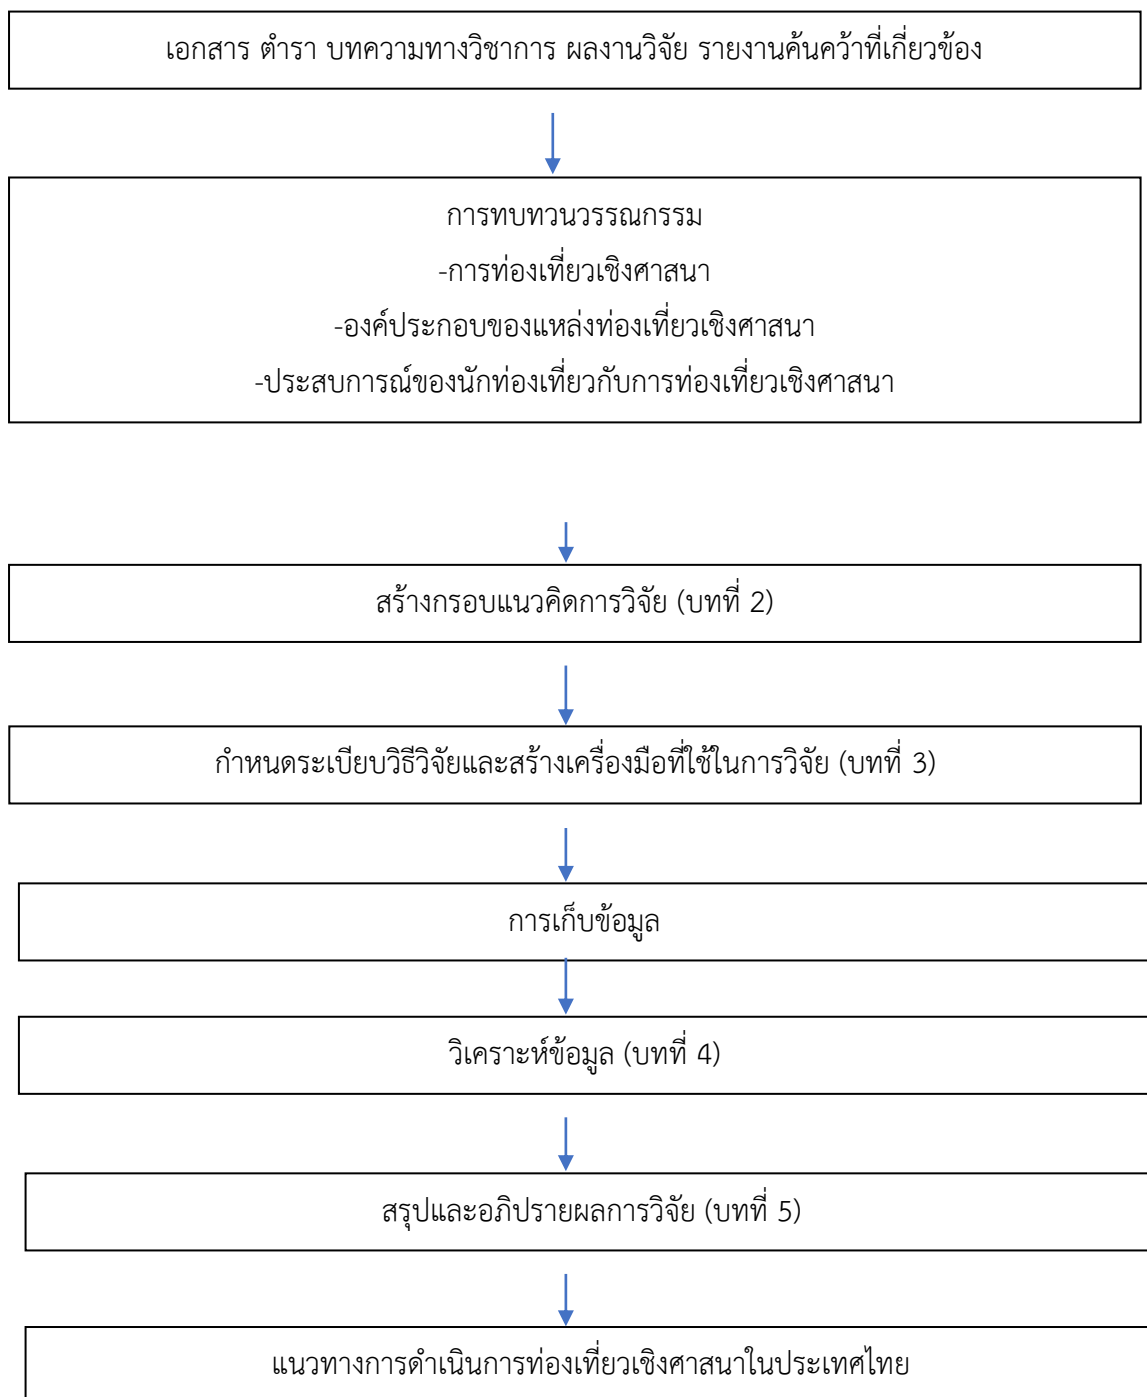 เอกสาร ตำรา บทความทางวิชาการ ผลงานวิจัย รายงานค้นคว้าที่เกี่ยวข้อง
การทบทวนวรรณกรรม
-การท่องเที่ยวเชิงศาสนา
-องค์ประกอบของแหล่งท่องเที่ยวเชิงศาสนา
-ประสบการณ์ของนักท่องเที่ยวกับการท่องเที่ยวเชิงศาสนา
สร้างกรอบแนวคิดการวิจัย (บทที่ 2)
กำหนดระเบียบวิธีวิจัยและสร้างเครื่องมือที่ใช้ในการวิจัย (บทที่ 3)
การเก็บข้อมูล
วิเคราะห์ข้อมูล (บทที่ 4)
สรุปและอภิปรายผลการวิจัย (บทที่ 5)
แนวทางการดำเนินการท่องเที่ยวเชิงศาสนาในประเทศไทย